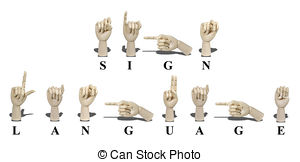 S I G N
L A N G U A G E
© Can Stock Photo